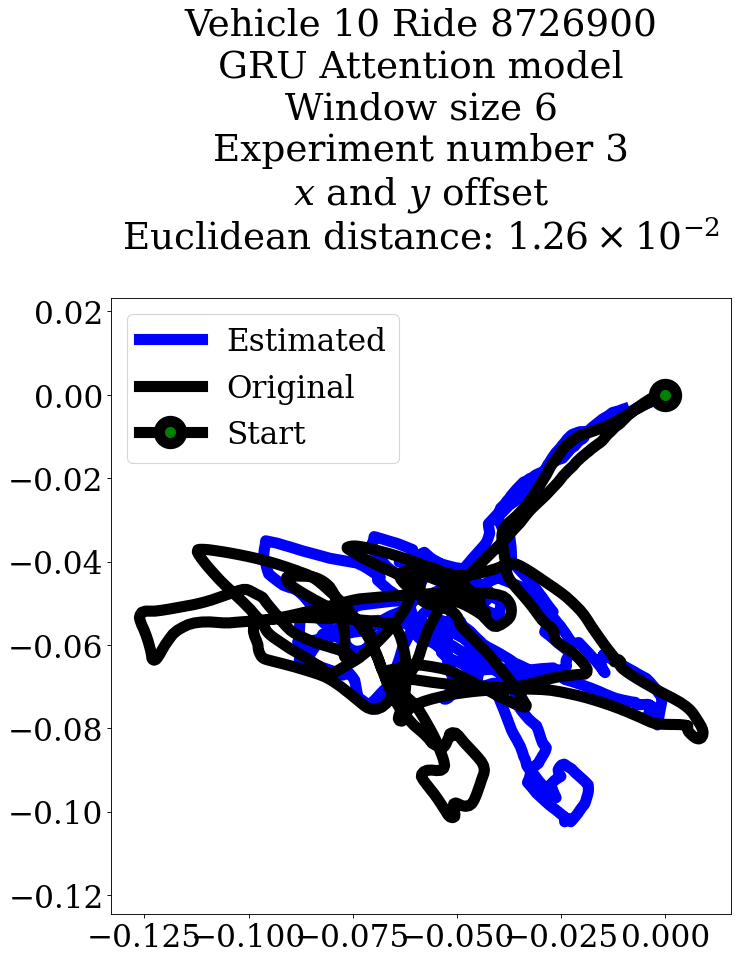 Vehicle 10 Ride 8726900
GRU Attention model
Window size 6
Experiment number 3
x and y offset
Euclidean distance: 1.26 × 10⁻²
Estimated
Original
Start
0.02
0.00
−0.02
−0.04
−0.06
−0.08
−0.10
−0.12
−0.125 −0.100 −0.075 −0.050 −0.025 0.000